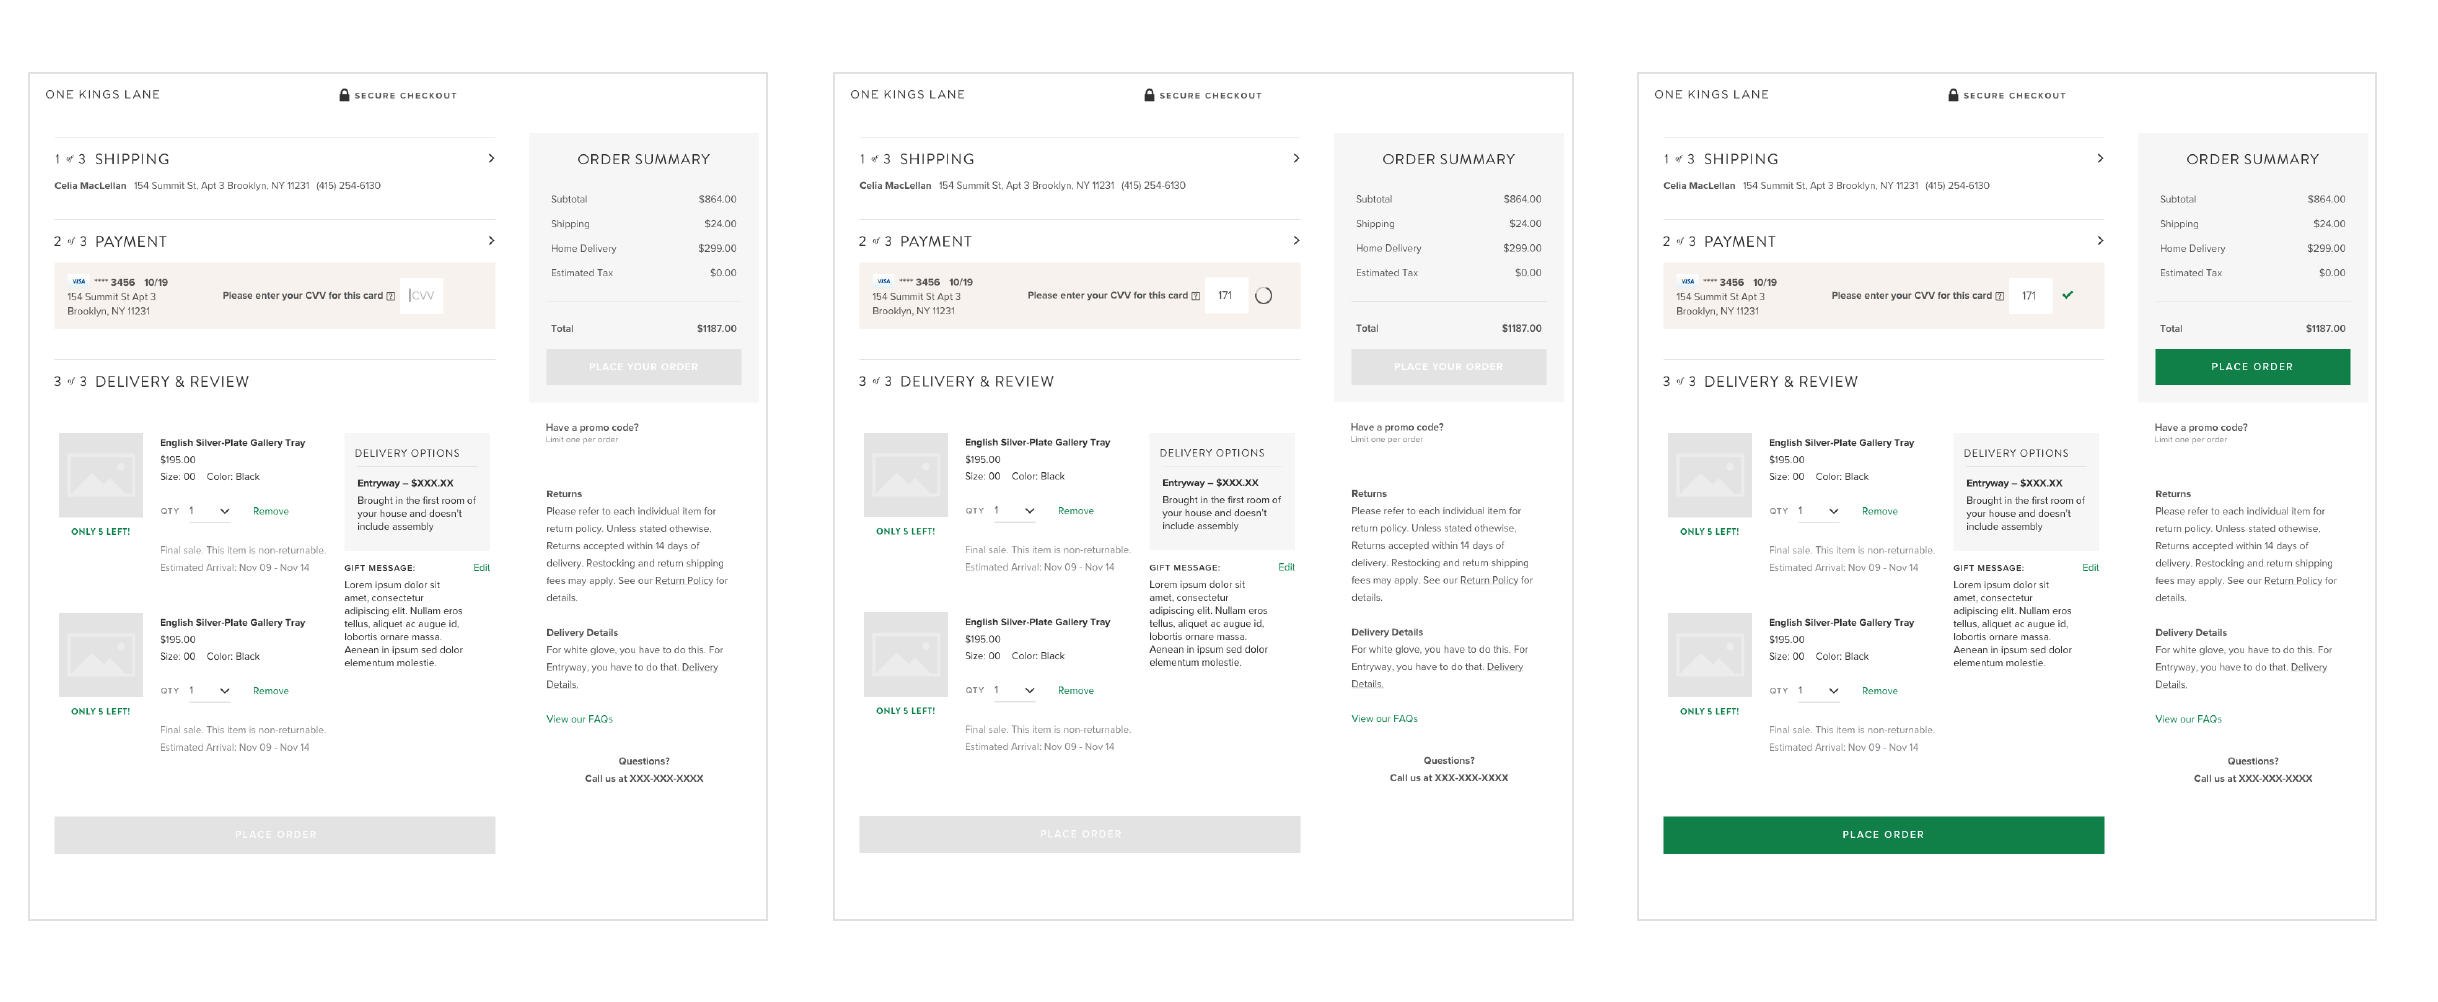 ONE KINGS LANE
SECURE CHECKOUT
1 of 3 SHIPPING
Celia MacLellan 154 Summit St, Apt 3 Brooklyn, NY 11231 (415) 254-6130
2 of 3 PAYMENT
VISA **** 3456 10/19
154 Summit St Apt 3
Brooklyn, NY 11231
Please enter your CVV for this card ?
CVV
3 of 3 DELIVERY & REVIEW
English Silver-Plate Gallery Tray
$195.00
Size: 00 Color: Black
QTY 1 Remove
ONLY 5 LEFT!
Final sale. This item is non-returnable.
Estimated Arrival: Nov 09 - Nov 14
English Silver-Plate Gallery Tray
$195.00
Size: 00 Color: Black
QTY 1 Remove
ONLY 5 LEFT!
Final sale. This item is non-returnable.
Estimated Arrival: Nov 09 - Nov 14
DELIVERY OPTIONS
Entryway – $XXX.XX
Brought in the first room of
your house and doesn't
include assembly
GIFT MESSAGE: Edit
Lorem ipsum dolor sit
amet, consectetur
adipiscing elit. Nullam eros
tellus, aliquet ac augue id,
lobortis ornare massa.
Aenean in ipsum sed dolor
elementum molestie.
PLACE ORDER
ORDER SUMMARY
Subtotal $864.00
Shipping $24.00
Home Delivery $299.00
Estimated Tax $0.00
Total $1187.00
PLACE YOUR ORDER
Have a promo code?
Limit one per order
Returns
Please refer to each individual item for
return policy. Unless stated othewise,
Returns accepted within 14 days of
delivery. Restocking and return shipping
fees may apply. See our Return Policy for
details.
Delivery Details
For white glove, you have to do this. For
Entryway, you have to do that. Delivery
Details.
View our FAQs
Questions?
Call us at XXX-XXX-XXXX
ONE KINGS LANE
SECURE CHECKOUT
1 of 3 SHIPPING
Celia MacLellan 154 Summit St, Apt 3 Brooklyn, NY 11231 (415) 254-6130
2 of 3 PAYMENT
VISA **** 3456 10/19
154 Summit St Apt 3
Brooklyn, NY 11231
Please enter your CVV for this card ?
171
3 of 3 DELIVERY & REVIEW
English Silver-Plate Gallery Tray
$195.00
Size: 00 Color: Black
QTY 1 Remove
ONLY 5 LEFT!
Final sale. This item is non-returnable.
Estimated Arrival: Nov 09 - Nov 14
English Silver-Plate Gallery Tray
$195.00
Size: 00 Color: Black
QTY 1 Remove
ONLY 5 LEFT!
Final sale. This item is non-returnable.
Estimated Arrival: Nov 09 - Nov 14
DELIVERY OPTIONS
Entryway – $XXX.XX
Brought in the first room of
your house and doesn't
include assembly
GIFT MESSAGE: Edit
Lorem ipsum dolor sit
amet, consectetur
adipiscing elit. Nullam eros
tellus, aliquet ac augue id,
lobortis ornare massa.
Aenean in ipsum sed dolor
elementum molestie.
PLACE ORDER
ORDER SUMMARY
Subtotal $864.00
Shipping $24.00
Home Delivery $299.00
Estimated Tax $0.00
Total $1187.00
PLACE YOUR ORDER
Have a promo code?
Limit one per order
Returns
Please refer to each individual item for
return policy. Unless stated othewise,
Returns accepted within 14 days of
delivery. Restocking and return shipping
fees may apply. See our Return Policy for
details.
Delivery Details
For white glove, you have to do this. For
Entryway, you have to do that. Delivery
Details.
View our FAQs
Questions?
Call us at XXX-XXX-XXXX
ONE KINGS LANE
SECURE CHECKOUT
1 of 3 SHIPPING
Celia MacLellan 154 Summit St, Apt 3 Brooklyn, NY 11231 (415) 254-6130
2 of 3 PAYMENT
VISA **** 3456 10/19
154 Summit St Apt 3
Brooklyn, NY 11231
Please enter your CVV for this card ?
171
3 of 3 DELIVERY & REVIEW
English Silver-Plate Gallery Tray
$195.00
Size: 00 Color: Black
QTY 1 Remove
ONLY 5 LEFT!
Final sale. This item is non-returnable.
Estimated Arrival: Nov 09 - Nov 14
English Silver-Plate Gallery Tray
$195.00
Size: 00 Color: Black
QTY 1 Remove
ONLY 5 LEFT!
Final sale. This item is non-returnable.
Estimated Arrival: Nov 09 - Nov 14
DELIVERY OPTIONS
Entryway – $XXX.XX
Brought in the first room of
your house and doesn't
include assembly
GIFT MESSAGE: Edit
Lorem ipsum dolor sit
amet, consectetur
adipiscing elit. Nullam eros
tellus, aliquet ac augue id,
lobortis ornare massa.
Aenean in ipsum sed dolor
elementum molestie.
PLACE ORDER
ORDER SUMMARY
Subtotal $864.00
Shipping $24.00
Home Delivery $299.00
Estimated Tax $0.00
Total $1187.00
PLACE ORDER
Have a promo code?
Limit one per order
Returns
Please refer to each individual item for
return policy. Unless stated othewise,
Returns accepted within 14 days of
delivery. Restocking and return shipping
fees may apply. See our Return Policy for
details.
Delivery Details
For white glove, you have to do this. For
Entryway, you have to do that. Delivery
Details.
View our FAQs
Questions?
Call us at XXX-XXX-XXXX